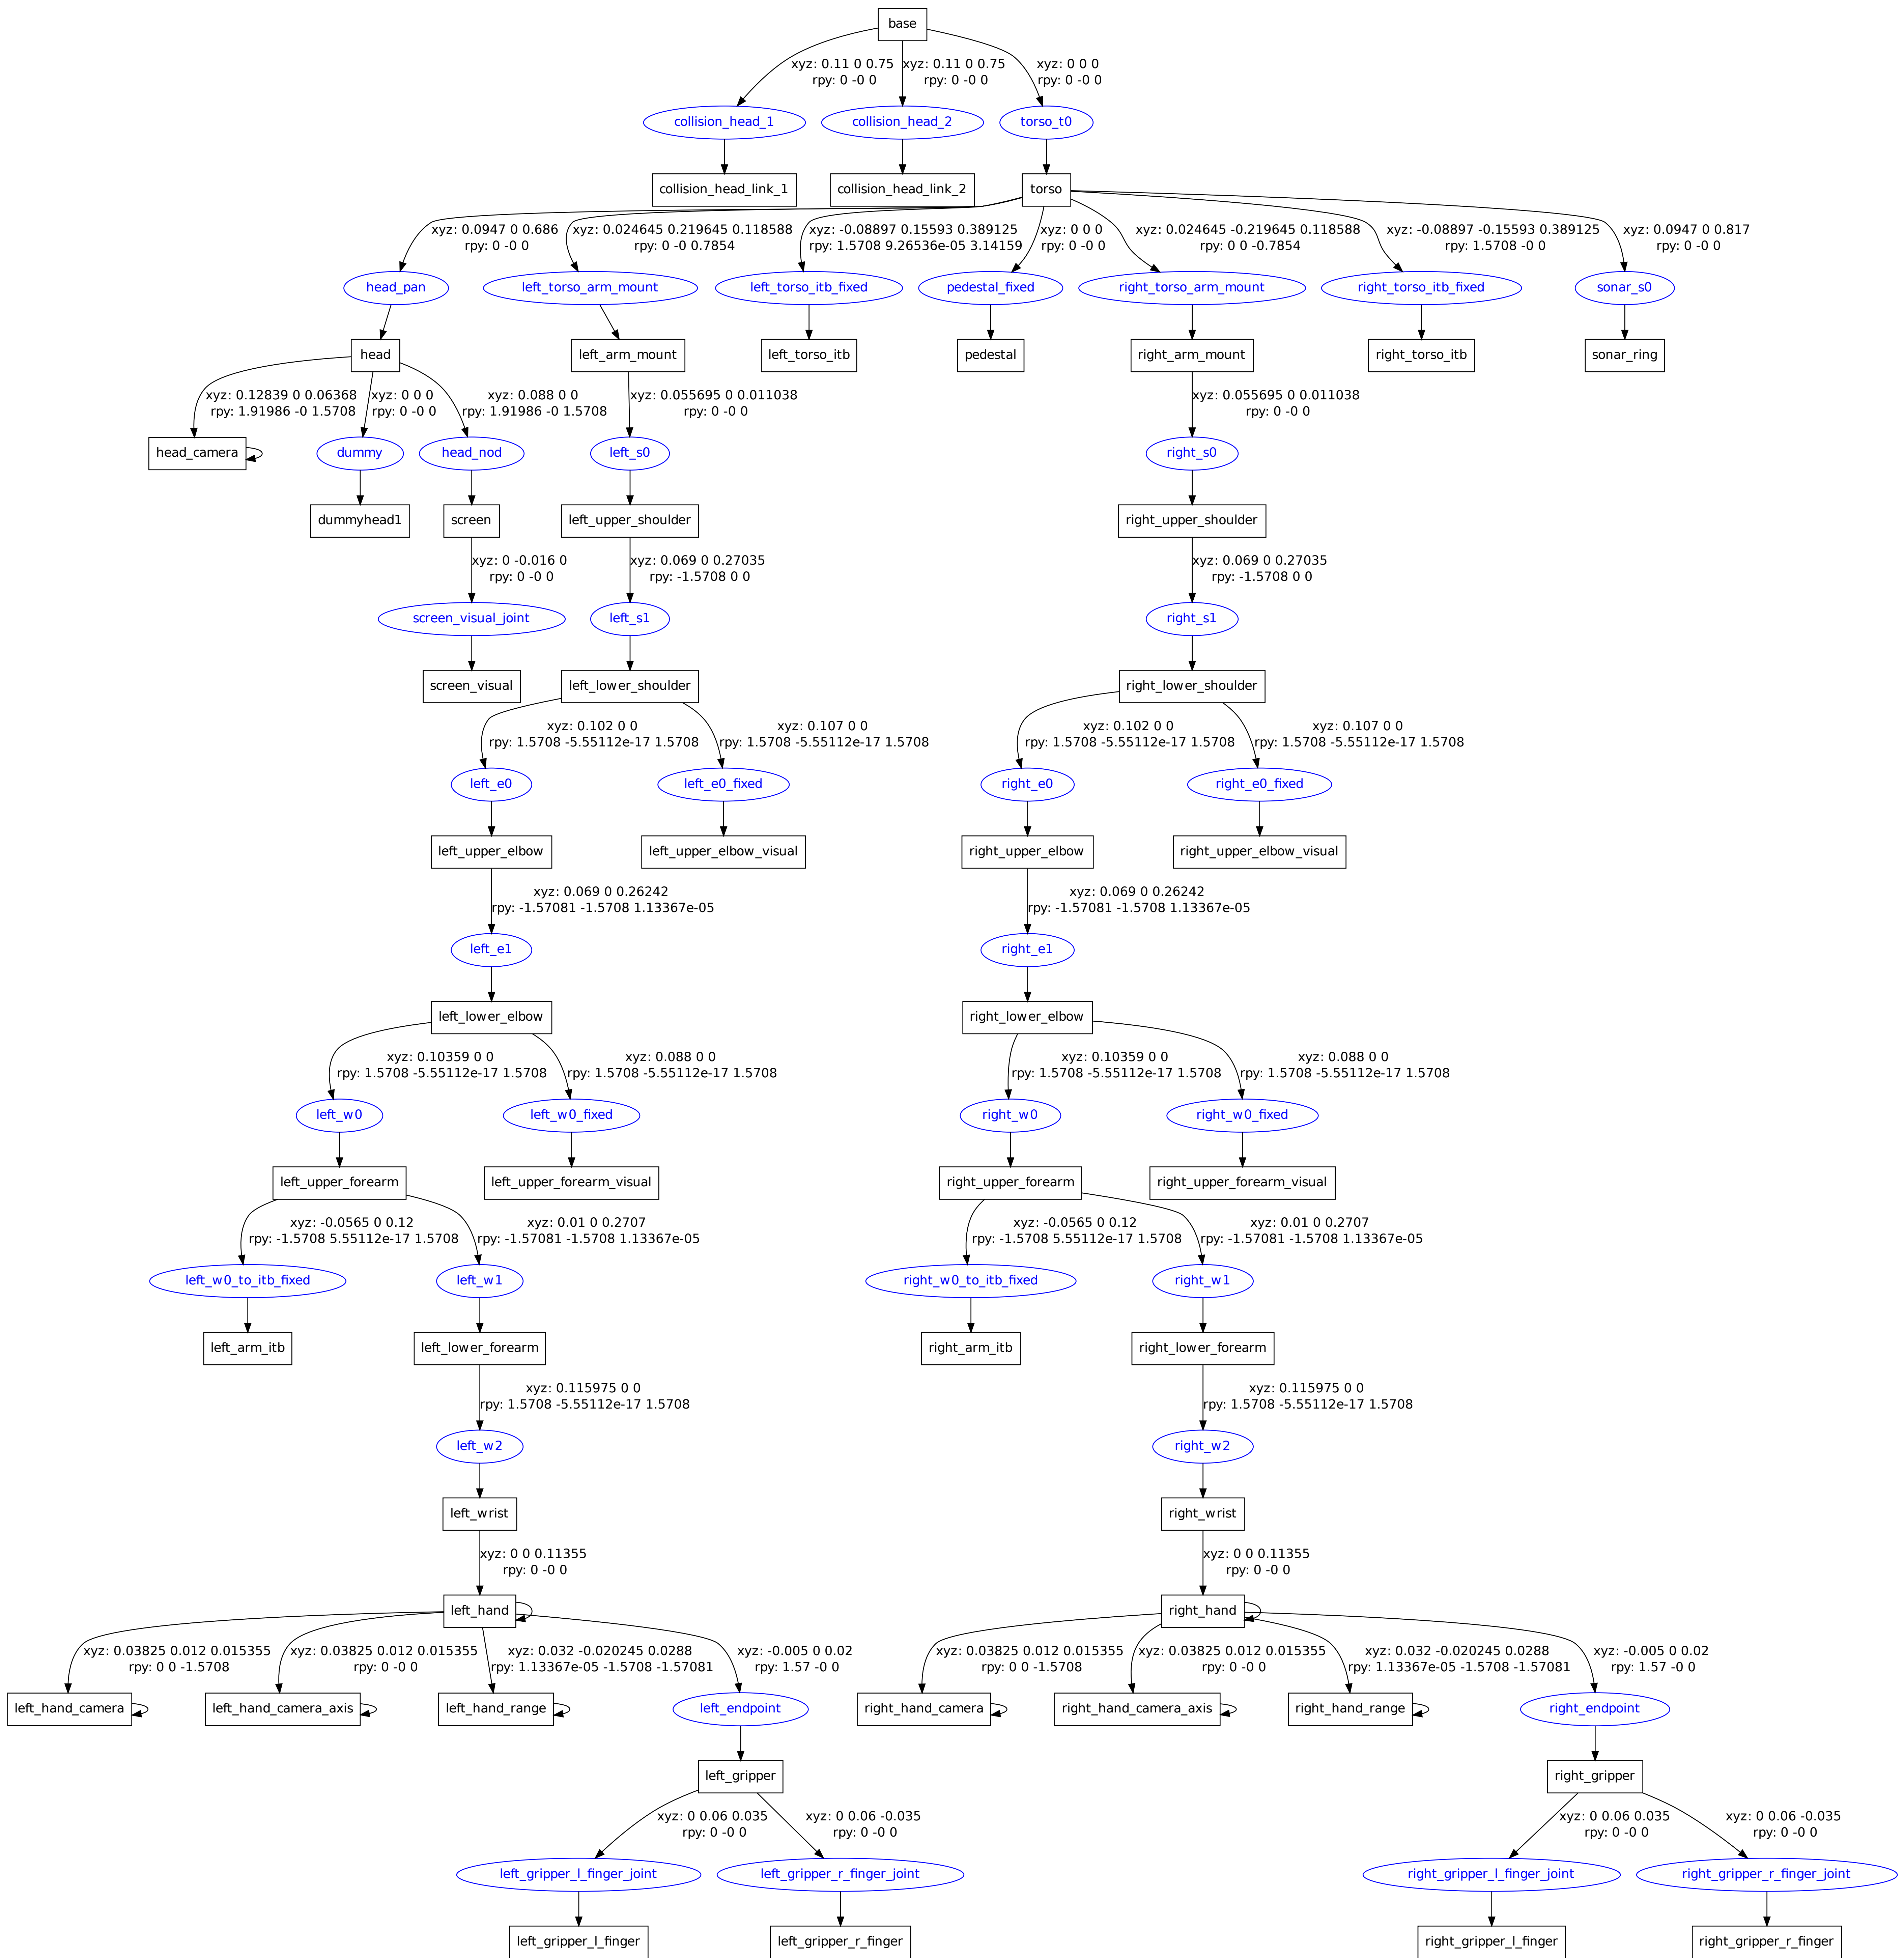 base
xyz: 0.11 0 0.75
rpy: 0 -0 0
xyz: 0.11 0 0.75
rpy: 0 -0 0
xyz: 0 0 0
rpy: 0 -0 0
collision_head_1
collision_head_2
torso_t0
collision_head_link_1
collision_head_link_2
torso
xyz: 0.0947 0 0.686
rpy: 0 -0 0
xyz: 0.024645 0.219645 0.118588
rpy: 0 -0 0.7854
xyz: -0.08897 0.15593 0.389125
rpy: 1.5708 9.26536e-05 3.14159
xyz: 0 0 0
rpy: 0 -0 0
xyz: 0.024645 -0.219645 0.118588
rpy: 0 0 -0.7854
xyz: -0.08897 -0.15593 0.389125
rpy: 1.5708 -0 0
xyz: 0.0947 0 0.817
rpy: 0 -0 0
head_pan
left_torso_arm_mount
left_torso_itb_fixed
pedestal_fixed
right_torso_arm_mount
right_torso_itb_fixed
sonar_s0
head
left_arm_mount
left_torso_itb
pedestal
right_arm_mount
right_torso_itb
sonar_ring
xyz: 0.12839 0 0.06368
rpy: 1.91986 -0 1.5708
xyz: 0 0 0
rpy: 0 -0 0
xyz: 0.088 0 0
rpy: 1.91986 -0 1.5708
xyz: 0.055695 0 0.011038
rpy: 0 -0 0
xyz: 0.055695 0 0.011038
rpy: 0 -0 0
head_camera
dummy
head_nod
left_s0
right_s0
dummyhead1
screen
left_upper_shoulder
right_upper_shoulder
xyz: 0 -0.016 0
rpy: 0 -0 0
xyz: 0.069 0 0.27035
rpy: -1.5708 0 0
xyz: 0.069 0 0.27035
rpy: -1.5708 0 0
screen_visual_joint
left_s1
right_s1
screen_visual
left_lower_shoulder
right_lower_shoulder
xyz: 0.102 0 0
rpy: 1.5708 -5.55112e-17 1.5708
xyz: 0.107 0 0
rpy: 1.5708 -5.55112e-17 1.5708
xyz: 0.102 0 0
rpy: 1.5708 -5.55112e-17 1.5708
xyz: 0.107 0 0
rpy: 1.5708 -5.55112e-17 1.5708
left_e0
left_e0_fixed
right_e0
right_e0_fixed
left_upper_elbow
left_upper_elbow_visual
right_upper_elbow
right_upper_elbow_visual
xyz: 0.069 0 0.26242
rpy: -1.57081 -1.5708 1.13367e-05
xyz: 0.069 0 0.26242
rpy: -1.57081 -1.5708 1.13367e-05
left_e1
right_e1
left_lower_elbow
right_lower_elbow
xyz: 0.10359 0 0
rpy: 1.5708 -5.55112e-17 1.5708
xyz: 0.088 0 0
rpy: 1.5708 -5.55112e-17 1.5708
xyz: 0.10359 0 0
rpy: 1.5708 -5.55112e-17 1.5708
xyz: 0.088 0 0
rpy: 1.5708 -5.55112e-17 1.5708
left_w0
left_w0_fixed
right_w0
right_w0_fixed
left_upper_forearm
left_upper_forearm_visual
right_upper_forearm
right_upper_forearm_visual
xyz: -0.0565 0 0.12
rpy: -1.5708 5.55112e-17 1.5708
xyz: 0.01 0 0.2707
rpy: -1.57081 -1.5708 1.13367e-05
xyz: -0.0565 0 0.12
rpy: -1.5708 5.55112e-17 1.5708
xyz: 0.01 0 0.2707
rpy: -1.57081 -1.5708 1.13367e-05
left_w0_to_itb_fixed
left_w1
right_w0_to_itb_fixed
right_w1
left_arm_itb
left_lower_forearm
right_arm_itb
right_lower_forearm
xyz: 0.115975 0 0
rpy: 1.5708 -5.55112e-17 1.5708
xyz: 0.115975 0 0
rpy: 1.5708 -5.55112e-17 1.5708
left_w2
right_w2
left_wrist
right_wrist
xyz: 0 0 0.11355
rpy: 0 -0 0
xyz: 0 0 0.11355
rpy: 0 -0 0
left_hand
right_hand
xyz: 0.03825 0.012 0.015355
rpy: 0 0 -1.5708
xyz: 0.03825 0.012 0.015355
rpy: 0 -0 0
xyz: 0.032 -0.020245 0.0288
rpy: 1.13367e-05 -1.5708 -1.57081
xyz: -0.005 0 0.02
rpy: 1.57 -0 0
xyz: 0.03825 0.012 0.015355
rpy: 0 0 -1.5708
xyz: 0.03825 0.012 0.015355
rpy: 0 -0 0
xyz: 0.032 -0.020245 0.0288
rpy: 1.13367e-05 -1.5708 -1.57081
xyz: -0.005 0 0.02
rpy: 1.57 -0 0
left_hand_camera
left_hand_camera_axis
left_hand_range
left_endpoint
right_hand_camera
right_hand_camera_axis
right_hand_range
right_endpoint
left_gripper
right_gripper
xyz: 0 0.06 0.035
rpy: 0 -0 0
xyz: 0 0.06 -0.035
rpy: 0 -0 0
xyz: 0 0.06 0.035
rpy: 0 -0 0
xyz: 0 0.06 -0.035
rpy: 0 -0 0
left_gripper_l_finger_joint
left_gripper_r_finger_joint
right_gripper_l_finger_joint
right_gripper_r_finger_joint
left_gripper_l_finger
left_gripper_r_finger
right_gripper_l_finger
right_gripper_r_finger